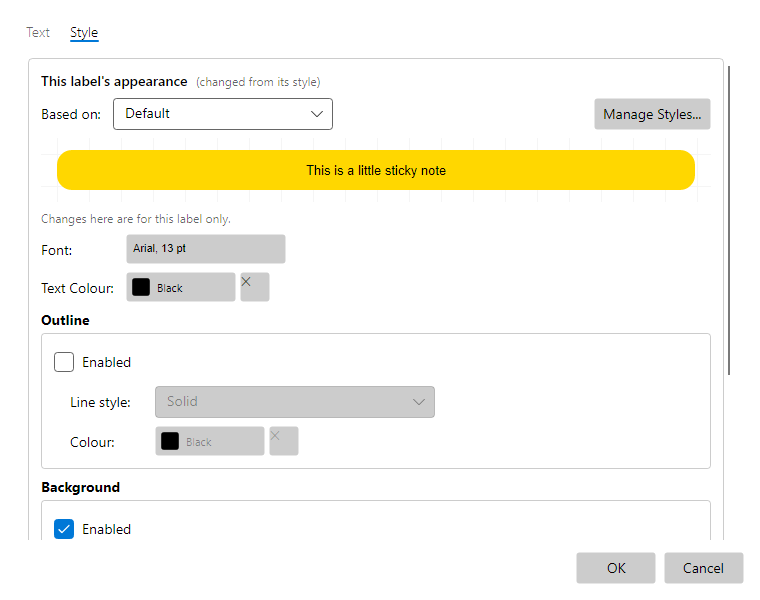 Text Style
This label's appearance (changed from its style)
Based on: Default Manage Styles...
This is a little sticky note
Changes here are for this label only.
Font: Arial, 13 pt
Text Colour: Black
Outline
Enabled
Line style: Solid
Colour: Black
Background
Enabled
OK Cancel